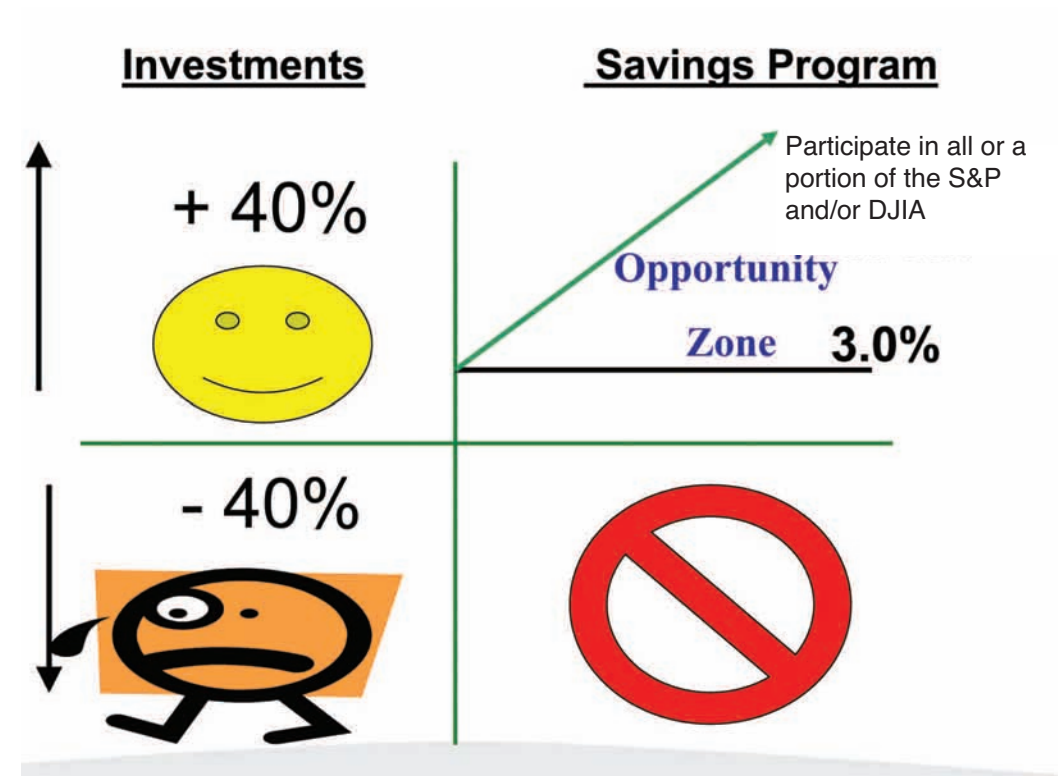 Investments
Savings Program
+ 40%
Participate in all or a
portion of the S&P
and/or DJIA
Opportunity
Zone
3.0%
- 40%